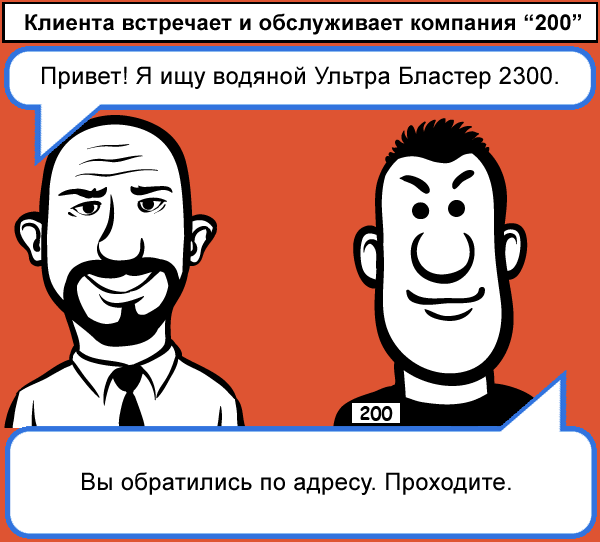 Клиента встречает и обслуживает компания “200”
Привет! Я ищу водяной Ультра Бластер 2300.
200
Вы обратились по адресу. Проходите.